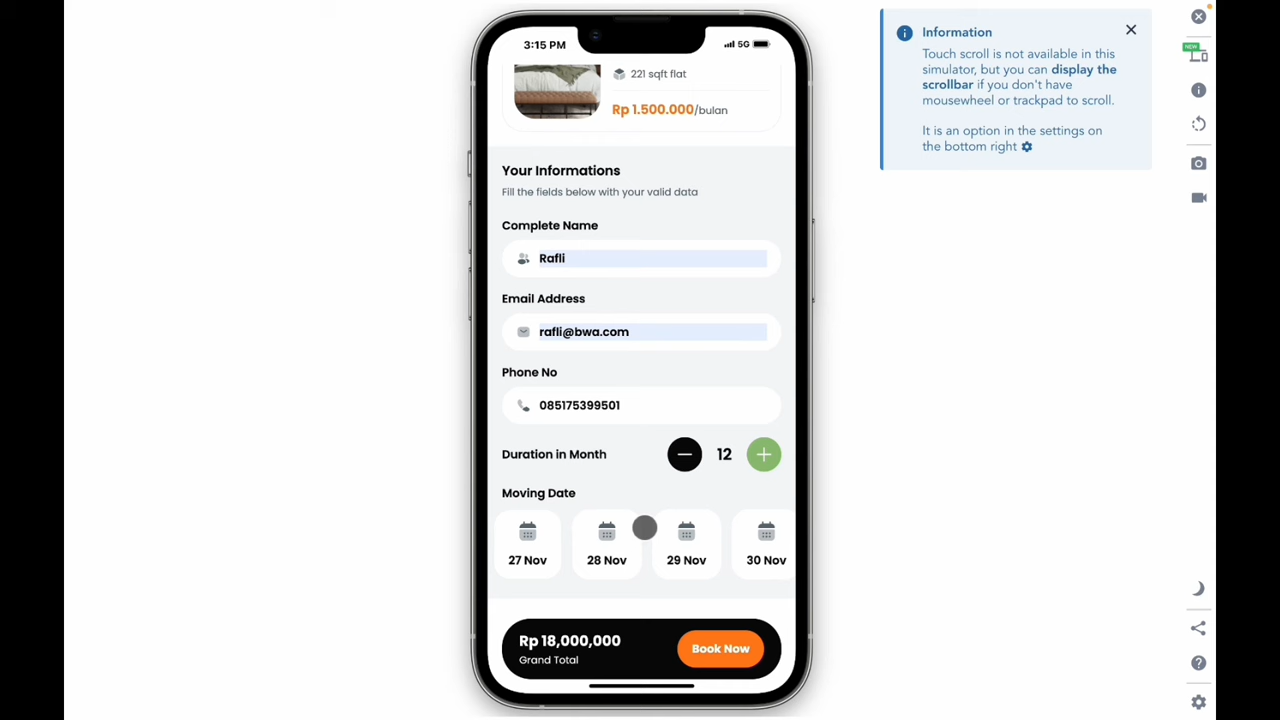 3:15 PM
5G
221 sqft flat
Rp 1.500.000/bulan
Your Informations
Fill the fields below with your valid data
Complete Name
Rafli
Email Address
rafli@bwa.com
Phone No
085175399501
Duration in Month
12
Moving Date
27 Nov
28 Nov
29 Nov
30 Nov
Rp 18,000,000
Grand Total
Book Now
Information
Touch scroll is not available in this
simulator, but you can display the
scrollbar if you don't have
mousewheel or trackpad to scroll.
It is an option in the settings on
the bottom right
NEW